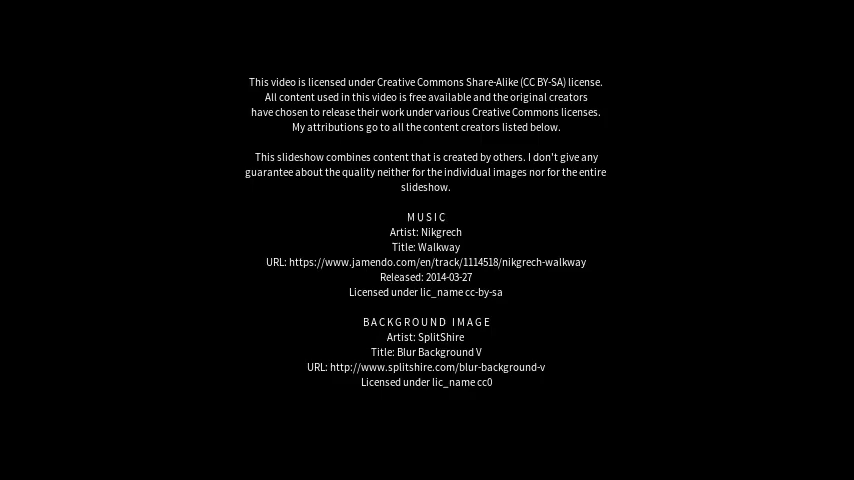 This video is licensed under Creative Commons Share-Alike (CC BY-SA) license.
All content used in this video is free available and the original creators
have chosen to release their work under various Creative Commons licenses.
My attributions go to all the content creators listed below.
This slideshow combines content that is created by others. I don't give any
guarantee about the quality neither for the individual images nor for the entire
slideshow.
MUSIC
Artist: Nikgrech
Title: Walkway
URL: https://www.jamendo.com/en/track/1114518/nikgrech-walkway
Released: 2014-03-27
Licensed under lic_name cc-by-sa
BACKGROUND IMAGE
Artist: SplitShire
Title: Blur Background V
URL: http://www.splitshire.com/blur-background-v
Licensed under lic_name cc0